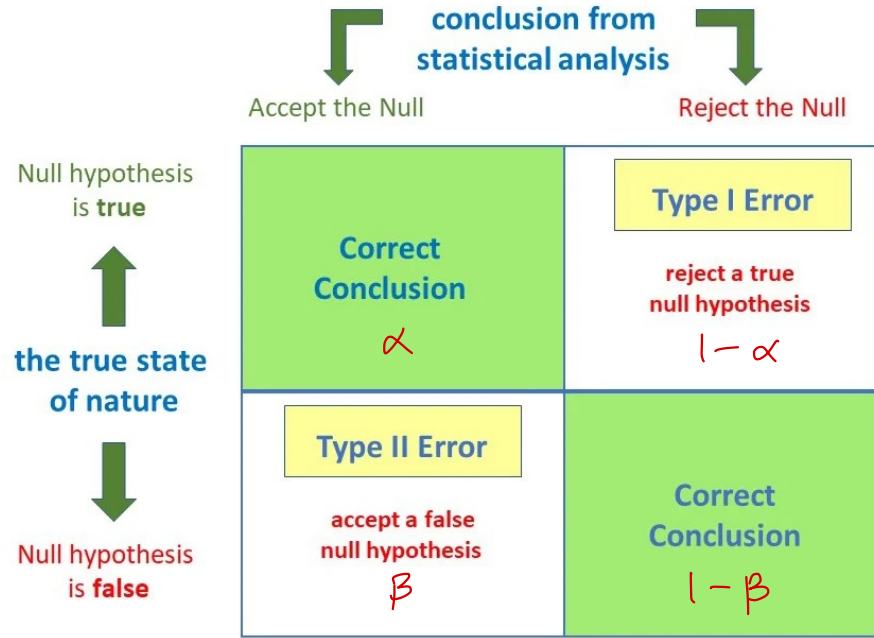 conclusion from
statistical analysis
Accept the Null
Reject the Null
Null hypothesis
is true
Correct
Conclusion
α
Type I Error
reject a true
null hypothesis
1-α
the true state
of nature
Null hypothesis
is false
Type II Error
accept a false
null hypothesis
β
Correct
Conclusion
1-β